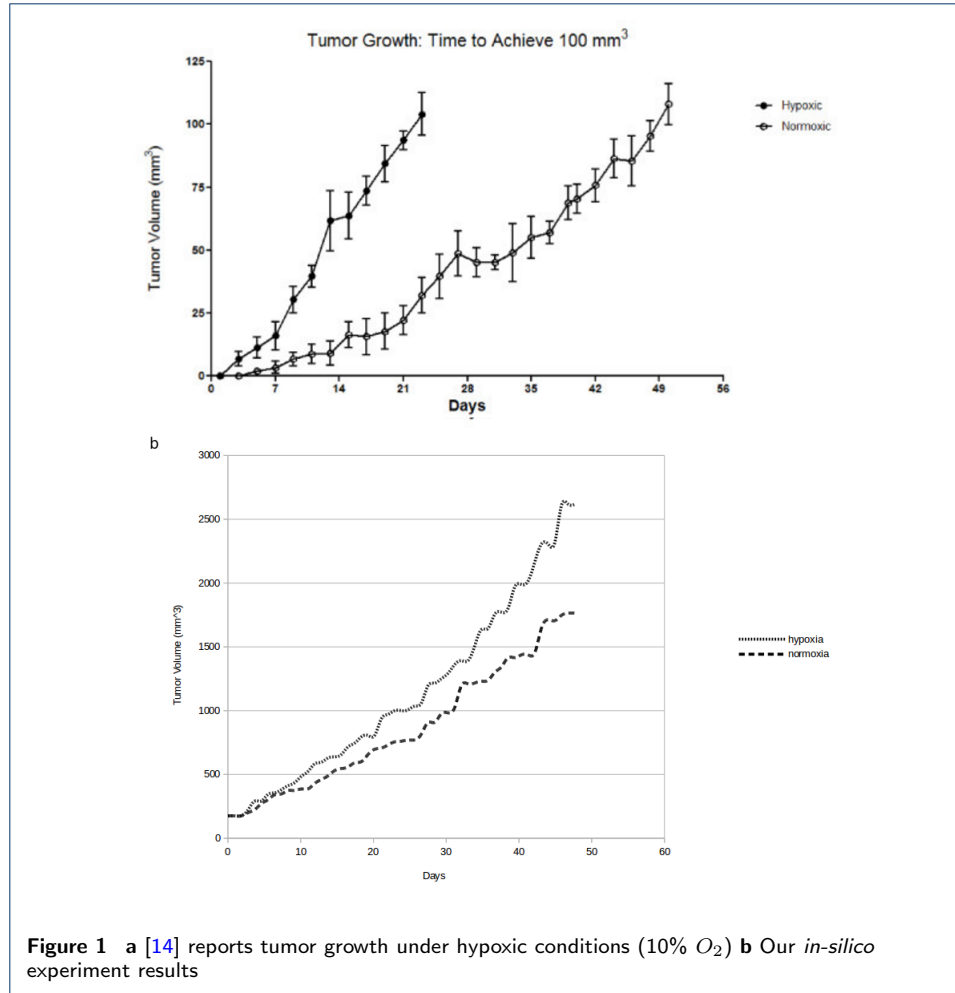 Tumor Growth: Time to Achieve 100 mm³
125
100
75
50
25
0
Tumor Volume (mm³)
0 7 14 21 28 35 42 49 56
Days
Hypoxic
Normoxic
b
3000
2500
2000
1500
1000
500
0
Tumor Volume (mm^3)
0 10 20 30 40 50 60
Days
hypoxia
normoxia
Figure 1 a [14] reports tumor growth under hypoxic conditions (10% O₂) b Our in-silico
experiment results